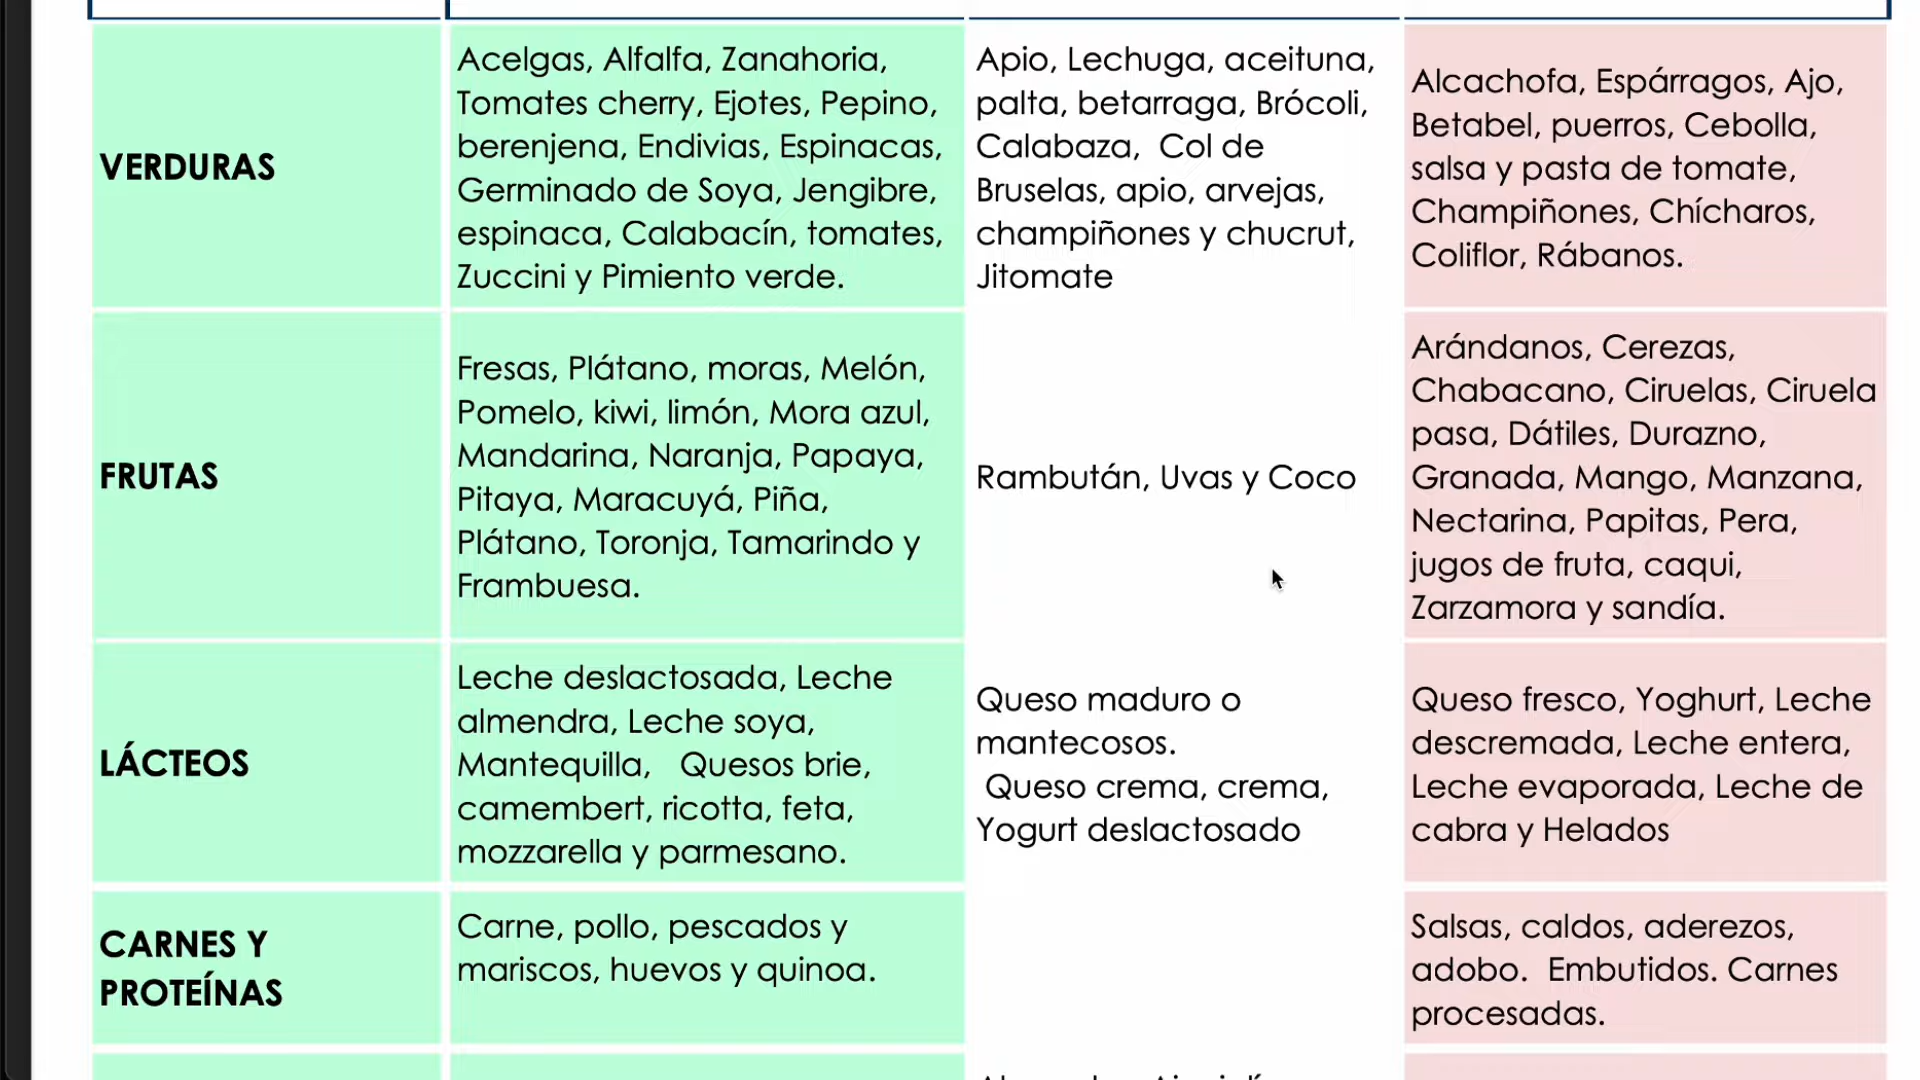 VERDURAS
Acelgas, Alfalfa, Zanahoria,
Tomates cherry, Ejotes, Pepino,
berenjena, Endivias, Espinacas,
Germinado de Soya, Jengibre,
espinaca, Calabacín, tomates,
Zuccini y Pimiento verde.
Apio, Lechuga, aceituna,
palta, betarraga, Brócoli,
Calabaza,  Col de
Bruselas, apio, arvejas,
champiñones y chucrut,
Jitomate
Alcachofa, Espárragos, Ajo,
Betabel, puerros, Cebolla,
salsa y pasta de tomate,
Champiñones, Chícharos,
Coliflor, Rábanos.
FRUTAS
Fresas, Plátano, moras, Melón,
Pomelo, kiwi, limón, Mora azul,
Mandarina, Naranja, Papaya,
Pitaya, Maracuyá, Piña,
Plátano, Toronja, Tamarindo y
Frambuesa.
Rambután, Uvas y Coco
Arándanos, Cerezas,
Chabacano, Ciruelas, Ciruela
pasa, Dátiles, Durazno,
Granada, Mango, Manzana,
Nectarina, Papitas, Pera,
jugos de fruta, caqui,
Zarzamora y sandía.
LÁCTEOS
Leche deslactosada, Leche
almendra, Leche soya,
Mantequilla,   Quesos brie,
camembert, ricotta, feta,
mozzarella y parmesano.
Queso maduro o
mantecosos.
Queso crema, crema,
Yogurt deslactosado
Queso fresco, Yoghurt, Leche
descremada, Leche entera,
Leche evaporada, Leche de
cabra y Helados
CARNES Y
PROTEÍNAS
Carne, pollo, pescados y
mariscos, huevos y quinoa.
Salsas, caldos, aderezos,
adobo.  Embutidos. Carnes
procesadas.